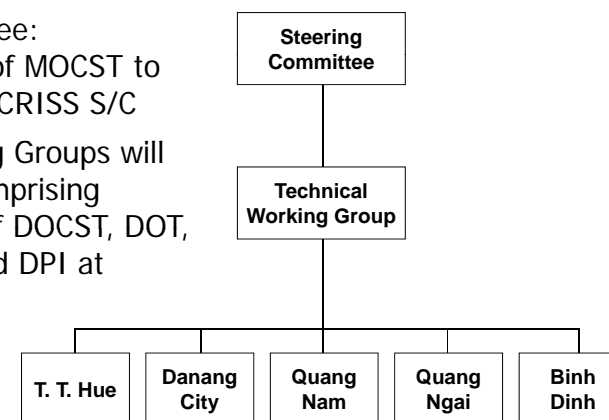 ee:
of MOCST to
CRISS S/C
g Groups will
mprising
f DOCST, DOT,
d DPI at
Steering
Committee
Technical
Working Group
T. T. Hue
Danang
City
Quang
Nam
Quang
Ngai
Binh
Dinh